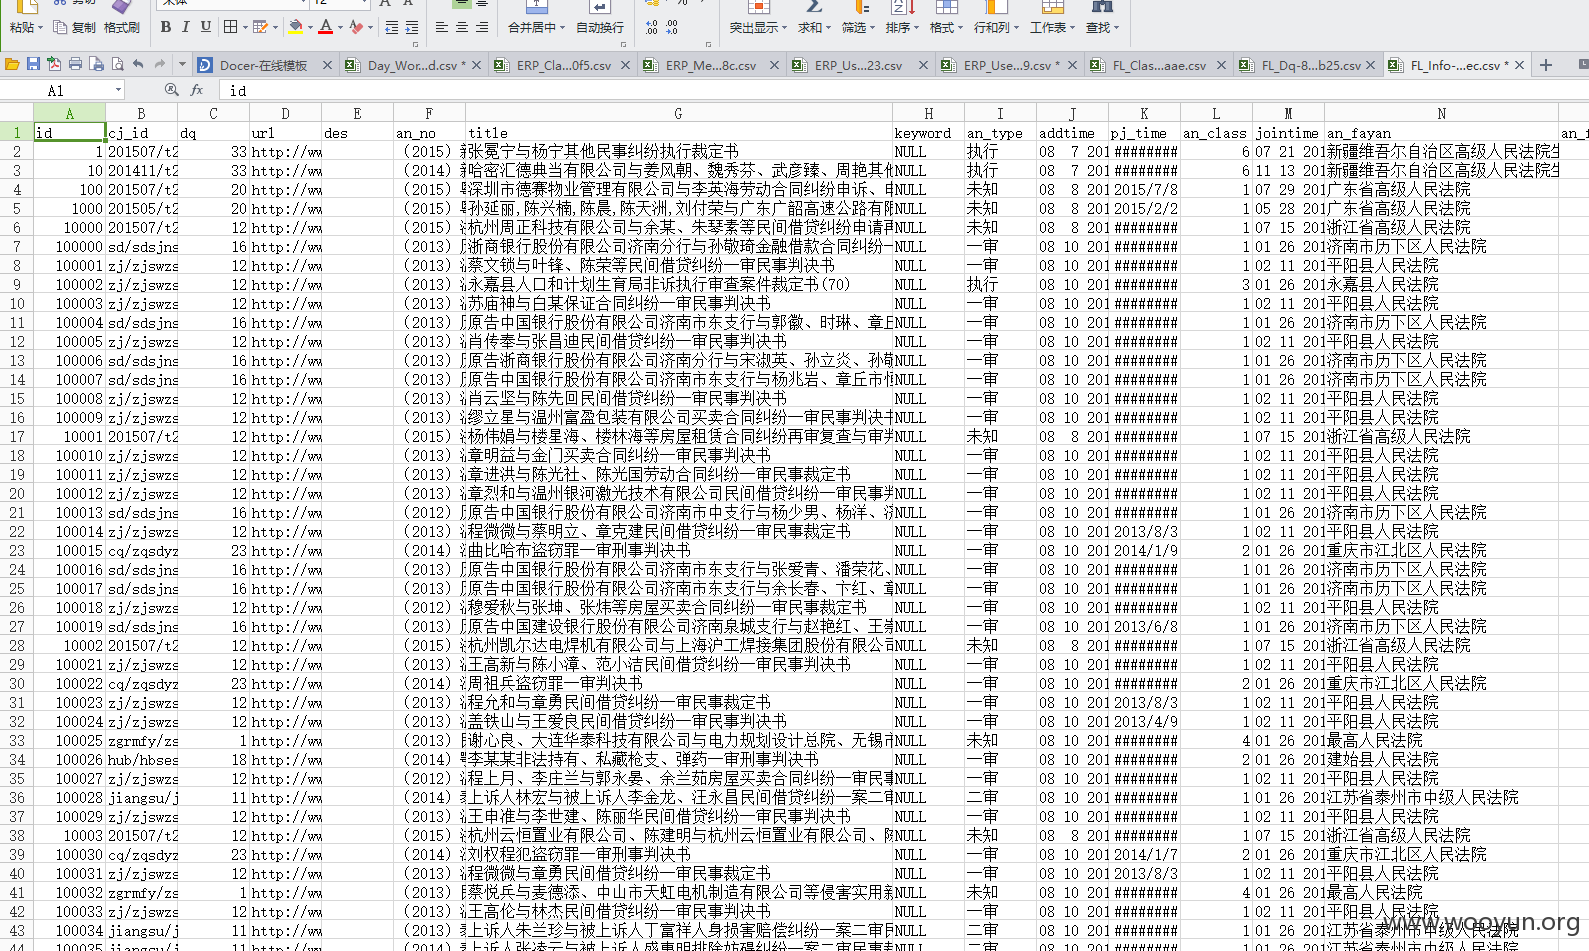 粘贴 复制 格式刷 B I U 合并居中 自动换行 突出显示 求和 筛选 排序 格式 行和列 工作表 查找
Docer-在线模板 Day_Wor...d.csv * ERP_Cla...0f5.csv ERP_Me...8c.csv ERP_Us...23.csv ERP_Use...9.csv * FL_Clas...aae.csv FL_Dq-8...b25.csv FL_Info-...ec.csv *
A1 fx id
A B C D E F G H I J K L M N
1 id cj_id dq url des an_no title keyword an_type addtime pj_time an_class jointime an_fayan an_f
2 1 201507/t2 33 http://ww （2015） 张冕宁与杨宁其他民事纠纷执行裁定书 NULL 执行 08 7 201 ######## 6 07 21 201 新疆维吾尔自治区高级人民法院生
3 10 201411/t2 33 http://ww （2014） 哈密汇德典当有限公司与姜风朝、魏秀芬、武彦臻、周艳其他 NULL 执行 08 7 201 ######## 6 11 13 201 新疆维吾尔自治区高级人民法院生
4 100 201507/t2 20 http://ww （2015） 深圳市德赛物业管理有限公司与李英海劳动合同纠纷申诉、申 NULL 未知 08 8 201 2015/7/8 1 07 29 201 广东省高级人民法院
5 1000 201505/t2 20 http://ww （2015） 孙延丽,陈兴楠,陈晨,陈天洲,刘付荣与广东广韶高速公路有限 NULL 未知 08 8 201 2015/2/2 1 05 28 201 广东省高级人民法院
6 10000 201507/t2 12 http://ww （2015） 杭州周正科技有限公司与余某、朱琴素等民间借贷纠纷申请再 NULL 未知 08 8 201 ######## 1 07 15 201 浙江省高级人民法院
7 100000 sd/sdsjns 16 http://ww （2013） 浙商银行股份有限公司济南分行与孙敬琦金融借款合同纠纷一 NULL 一审 08 10 201 ######## 1 01 26 201 济南市历下区人民法院
8 100001 zj/zjswzs 12 http://ww （2013） 蔡文锁与叶锋、陈荣等民间借贷纠纷一审民事判决书 NULL 一审 08 10 201 ######## 1 02 11 201 平阳县人民法院
9 100002 zj/zjswzs 12 http://ww （2013） 永嘉县人口和计划生育局非诉执行审查案件裁定书(70) NULL 执行 08 10 201 ######## 3 01 26 201 永嘉县人民法院
10 100003 zj/zjswzs 12 http://ww （2013） 苏庙神与白某保证合同纠纷一审民事判决书 NULL 一审 08 10 201 ######## 1 02 11 201 平阳县人民法院
11 100004 sd/sdsjns 16 http://ww （2013） 原告中国银行股份有限公司济南市东支行与郭徽、时琳、章丘 NULL 一审 08 10 201 ######## 1 01 26 201 济南市历下区人民法院
12 100005 zj/zjswzs 12 http://ww （2013） 肖传奉与张昌迪民间借贷纠纷一审民事判决书 NULL 一审 08 10 201 ######## 1 02 11 201 平阳县人民法院
13 100006 sd/sdsjns 16 http://ww （2013） 原告浙商银行股份有限公司济南分行与宋淑英、孙立炎、孙敬 NULL 一审 08 10 201 ######## 1 01 26 201 济南市历下区人民法院
14 100007 sd/sdsjns 16 http://ww （2013） 原告中国银行股份有限公司济南市东支行与杨兆岩、章丘市恒 NULL 一审 08 10 201 ######## 1 01 26 201 济南市历下区人民法院
15 100008 zj/zjswzs 12 http://ww （2013） 肖云坚与陈先回民间借贷纠纷一审民事判决书 NULL 一审 08 10 201 ######## 1 02 11 201 平阳县人民法院
16 100009 zj/zjswzs 12 http://ww （2013） 缪立星与温州富盈包装有限公司买卖合同纠纷一审民事判决书 NULL 一审 08 10 201 ######## 1 02 11 201 平阳县人民法院
17 10001 201507/t2 12 http://ww （2015） 杨伟娟与楼星海、楼林海等房屋租赁合同纠纷再审复查与审判 NULL 未知 08 8 201 ######## 1 07 15 201 浙江省高级人民法院
18 100010 zj/zjswzs 12 http://ww （2013） 章明益与金门买卖合同纠纷一审民事判决书 NULL 一审 08 10 201 ######## 1 02 11 201 平阳县人民法院
19 100011 zj/zjswzs 12 http://ww （2013） 章进洪与陈光社、陈光国劳动合同纠纷一审民事裁定书 NULL 一审 08 10 201 ######## 1 02 11 201 平阳县人民法院
20 100012 zj/zjswzs 12 http://ww （2013） 章烈和与温州银河激光技术有限公司民间借贷纠纷一审民事判 NULL 一审 08 10 201 ######## 1 02 11 201 平阳县人民法院
21 100013 sd/sdsjns 16 http://ww （2012） 原告中国银行股份有限公司济南市中支行与杨少男、杨洋、济 NULL 一审 08 10 201 ######## 1 01 26 201 济南市历下区人民法院
22 100014 zj/zjswzs 12 http://ww （2013） 程微微与蔡明立、章克建民间借贷纠纷一审民事裁定书 NULL 一审 08 10 201 2013/8/3 1 02 11 201 平阳县人民法院
23 100015 cq/zqsdyz 23 http://ww （2014） 曲比哈布盗窃罪一审刑事判决书 NULL 一审 08 10 201 2014/1/9 2 01 26 201 重庆市江北区人民法院
24 100016 sd/sdsjns 16 http://ww （2013） 原告中国银行股份有限公司济南市东支行与张爱青、潘荣花、 NULL 一审 08 10 201 ######## 1 01 26 201 济南市历下区人民法院
25 100017 sd/sdsjns 16 http://ww （2013） 原告中国银行股份有限公司济南市东支行与余长春、卞红、章 NULL 一审 08 10 201 ######## 1 01 26 201 济南市历下区人民法院
26 100018 zj/zjswzs 12 http://ww （2012） 穆爱秋与张坤、张炜等房屋买卖合同纠纷一审民事裁定书 NULL 一审 08 10 201 ######## 1 02 11 201 平阳县人民法院
27 100019 sd/sdsjns 16 http://ww （2013） 原告中国建设银行股份有限公司济南泉城支行与赵艳红、王崇 NULL 一审 08 10 201 2013/6/8 1 01 26 201 济南市历下区人民法院
28 10002 201507/t2 12 http://ww （2015） 杭州凯尔达电焊机有限公司与上海沪工焊接集团股份有限公司 NULL 未知 08 8 201 ######## 1 07 15 201 浙江省高级人民法院
29 100021 zj/zjswzs 12 http://ww （2013） 王高新与陈小漳、范小洁民间借贷纠纷一审民事判决书 NULL 一审 08 10 201 ######## 1 02 11 201 平阳县人民法院
30 100022 cq/zqsdyz 23 http://ww （2014） 周祖兵盗窃罪一审判决书 NULL 一审 08 10 201 ######## 2 01 26 201 重庆市江北区人民法院
31 100023 zj/zjswzs 12 http://ww （2013） 程允和与章勇民间借贷纠纷一审民事裁定书 NULL 一审 08 10 201 2013/8/3 1 02 11 201 平阳县人民法院
32 100024 zj/zjswzs 12 http://ww （2013） 盖铁山与王爱良民间借贷纠纷一审民事判决书 NULL 一审 08 10 201 2013/4/9 1 02 11 201 平阳县人民法院
33 100025 zgrmfy/zs 1 http://ww （2013） 谢心良、大连华泰科技有限公司与电力规划设计总院、无锡市 NULL 未知 08 10 201 ######## 4 01 26 201 最高人民法院
34 100026 hub/hbses 18 http://ww （2014） 李某某非法持有、私藏枪支、弹药一审刑事判决书 NULL 一审 08 10 201 ######## 2 01 26 201 建始县人民法院
35 100027 zj/zjswzs 12 http://ww （2012） 程上月、李庄兰与郭永晏、余兰茹房屋买卖合同纠纷一审民事 NULL 一审 08 10 201 ######## 1 02 11 201 平阳县人民法院
36 100028 jiangsu/j 11 http://ww （2014） 上诉人林宏与被上诉人李金龙、汪永昌民间借贷纠纷一案二审 NULL 二审 08 10 201 ######## 1 01 26 201 江苏省泰州市中级人民法院
37 100029 zj/zjswzs 12 http://ww （2013） 王申准与李世建、陈丽华民间借贷纠纷一审民事判决书 NULL 一审 08 10 201 ######## 1 02 11 201 平阳县人民法院
38 10003 201507/t2 12 http://ww （2015） 杭州云恒置业有限公司、陈建明与杭州云恒置业有限公司、陈 NULL 未知 08 8 201 ######## 1 07 15 201 浙江省高级人民法院
39 100030 cq/zqsdyz 23 http://ww （2014） 刘权程犯盗窃罪一审刑事判决书 NULL 一审 08 10 201 2014/1/7 2 01 26 201 重庆市江北区人民法院
40 100031 zj/zjswzs 12 http://ww （2013） 程微微与章勇民间借贷纠纷一审民事裁定书 NULL 一审 08 10 201 2013/8/3 1 02 11 201 平阳县人民法院
41 100032 zgrmfy/zs 1 http://ww （2013） 蔡悦兵与麦德添、中山市天虹电机制造有限公司等侵害实用新 NULL 未知 08 10 201 ######## 4 01 26 201 最高人民法院
42 100033 zj/zjswzs 12 http://ww （2013） 王高伦与林杰民间借贷纠纷一审民事判决书 NULL 一审 08 10 201 ######## 1 02 11 201 平阳县人民法院
43 100034 jiangsu/j 11 http://ww （2013） 上诉人朱兰珍与被上诉人丁富祥人身损害赔偿纠纷一案二审民 NULL 二审 08 10 201 ######## 1 01 26 201 江苏省泰州市中级人民法院
44 100035 jiangsu/j 11 http://ww （2013） NULL 二审 08 10 201 ######## 1 01 26 201 江苏省泰州市中级人民法院
www.wooyun.org